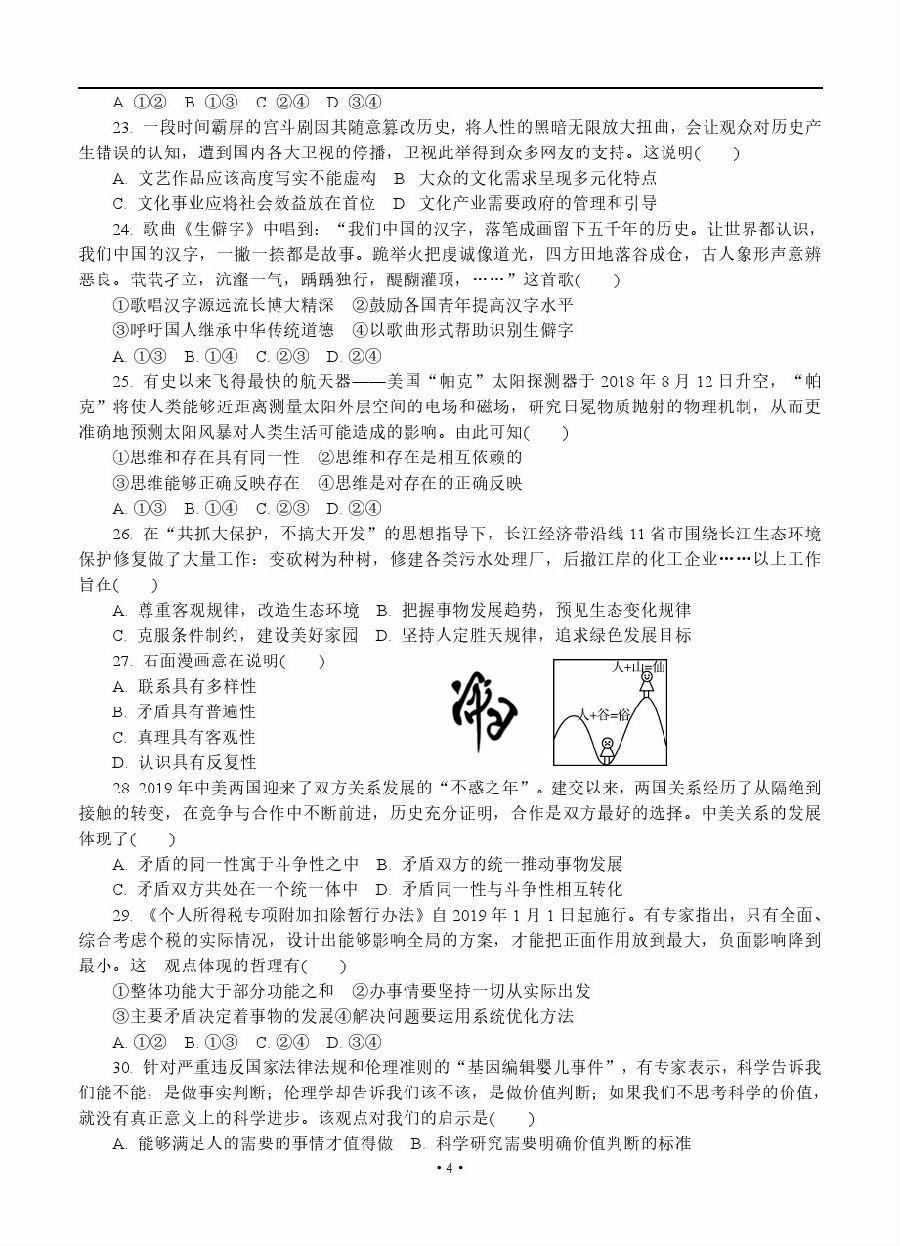 A. ①② B. ①③ C. ②④ D. ③④
23. 一段时间霸屏的宫斗剧因其随意篡改历史，将人性的黑暗无限放大扭曲，会让观众对历史产
生错误的认知，遭到国内各大卫视的停播，卫视此举得到众多网友的支持。这说明( )
A. 文艺作品应该高度写实不能虚构 B 大众的文化需求呈现多元化特点
C. 文化事业应将社会效益放在首位 D 文化产业需要政府的管理和引导
24. 歌曲《生僻字》中唱到：“我们中国的汉字，落笔成画留下五千年的历史。让世界都认识，
我们中国的汉字，一撇一捺都是故事。跪举火把虔诚像道光，四方田地落谷成仓，古人象形声意辨
恶良。茕茕孑立，沆瀣一气，踽踽独行，醍醐灌顶，……”这首歌( )
①歌唱汉字源远流长博大精深 ②鼓励各国青年提高汉字水平
③呼吁国人继承中华传统道德 ④以歌曲形式帮助识别生僻字
A. ①③ B. ①④ C. ②③ D. ②④
25. 有史以来飞得最快的航天器——美国“帕克”太阳探测器于 2018 年 8 月 12 日升空，“帕
克”将使人类能够近距离测量太阳外层空间的电场和磁场，研究日冕物质抛射的物理机制，从而更
准确地预测太阳风暴对人类生活可能造成的影响。由此可知( )
①思维和存在具有同一性 ②思维和存在是相互依赖的
③思维能够正确反映存在 ④思维是对存在的正确反映
A. ①③ B. ①④ C. ②③ D. ②④
26. 在“共抓大保护，不搞大开发”的思想指导下，长江经济带沿线 11 省市围绕长江生态环境
保护修复做了大量工作：变砍树为种树，修建各类污水处理厂，后撤江岸的化工企业……以上工作
旨在( )
A. 尊重客观规律，改造生态环境 B. 把握事物发展趋势，预见生态变化规律
C. 克服条件制约，建设美好家园 D. 坚持人定胜天规律，追求绿色发展目标
27. 右面漫画意在说明( )
A. 联系具有多样性
B. 矛盾具有普遍性
C. 真理具有客观性
D. 认识具有反复性
人+山=仙
人+谷=俗
28. 2019 年中美两国迎来了双方关系发展的“不惑之年”。建交以来，两国关系经历了从隔绝到
接触的转变，在竞争与合作中不断前进，历史充分证明，合作是双方最好的选择。中美关系的发展
体现了( )
A. 矛盾的同一性寓于斗争性之中 B. 矛盾双方的统一推动事物发展
C. 矛盾双方共处在一个统一体中 D. 矛盾同一性与斗争性相互转化
29. 《个人所得税专项附加扣除暂行办法》自 2019 年 1 月 1 日起施行。有专家指出，只有全面、
综合考虑个税的实际情况，设计出能够影响全局的方案，才能把正面作用放到最大，负面影响降到
最小。这 观点体现的哲理有( )
①整体功能大于部分功能之和 ②办事情要坚持一切从实际出发
③主要矛盾决定着事物的发展④解决问题要运用系统优化方法
A. ①② B. ①③ C. ②④ D. ③④
30. 针对严重违反国家法律法规和伦理准则的“基因编辑婴儿事件”，有专家表示，科学告诉我
们能不能，是做事实判断；伦理学却告诉我们该不该，是做价值判断；如果我们不思考科学的价值，
就没有真正意义上的科学进步。该观点对我们的启示是( )
A. 能够满足人的需要的事情才值得做 B. 科学研究需要明确价值判断的标准
·4·